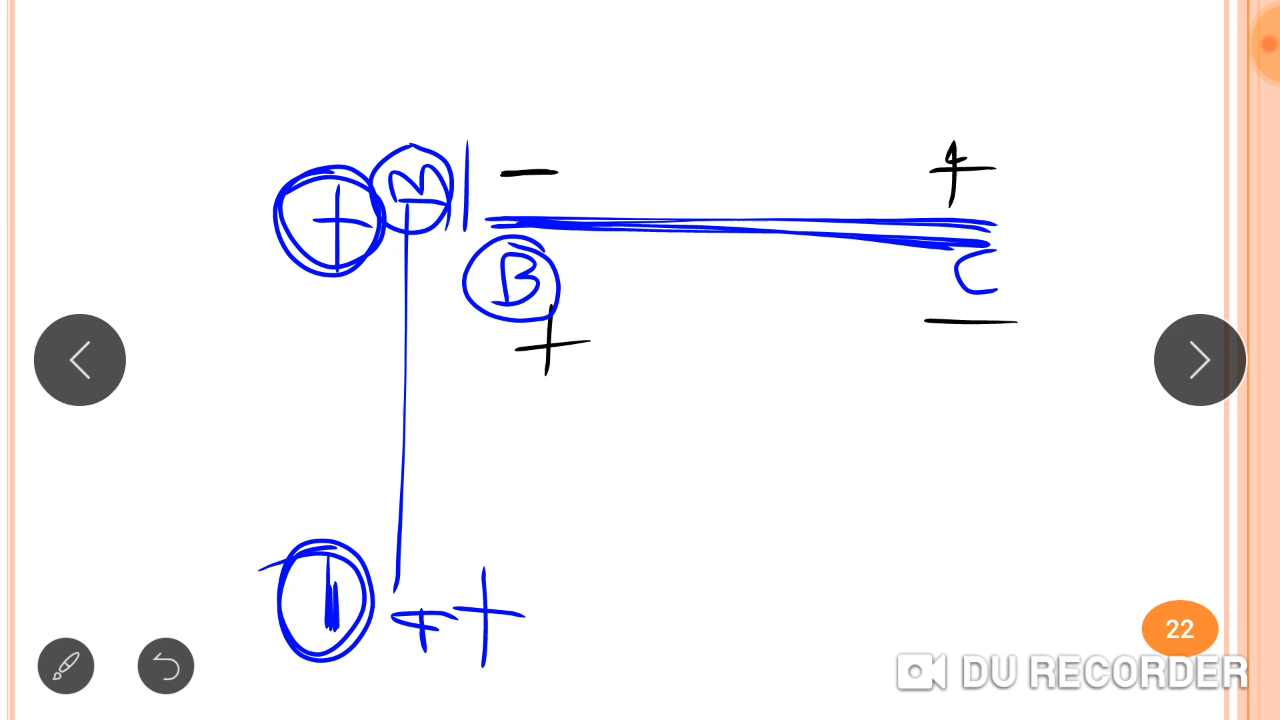 + M | − +
B C
+ −
22
DU RECORDER